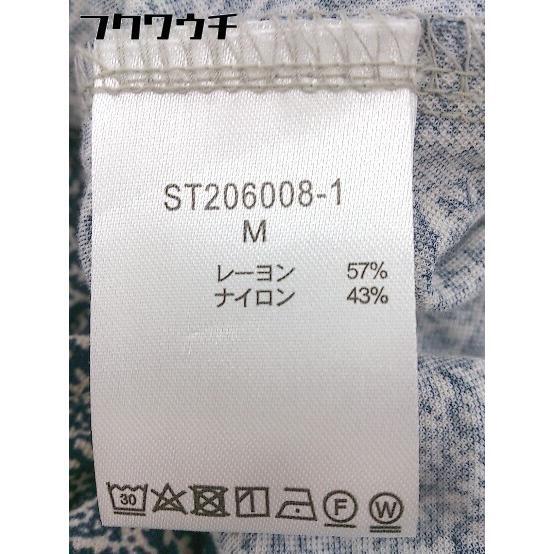 フクワウチ
ST206008-1
M
レーヨン 57%
ナイロン 43%
30 F W